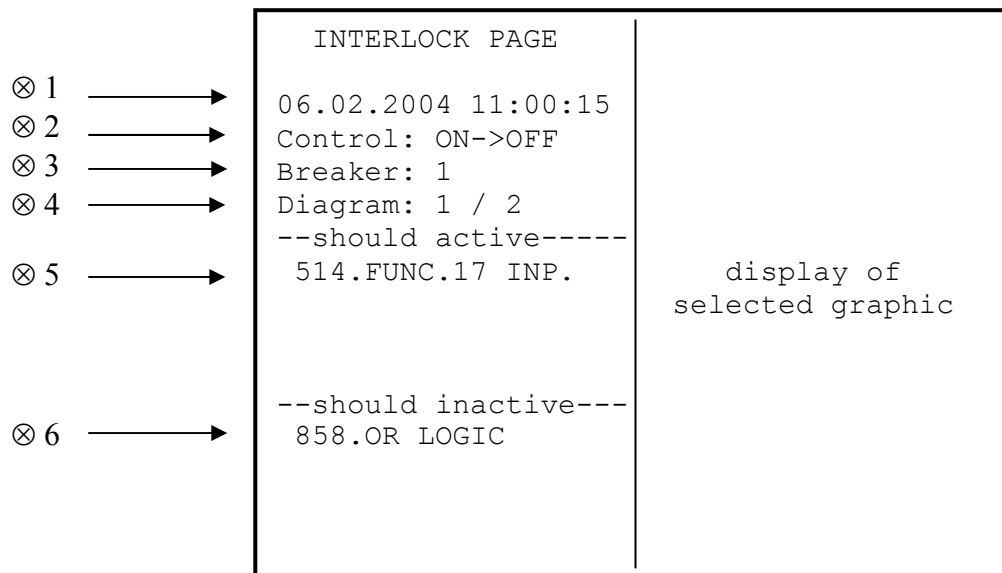 INTERLOCK PAGE
⊗ 1
06.02.2004 11:00:15
⊗ 2
Control: ON->OFF
⊗ 3
Breaker: 1
⊗ 4
Diagram: 1 / 2
--should active-----
⊗ 5
514.FUNC.17 INP.
display of
selected graphic
--should inactive---
⊗ 6
858.OR LOGIC